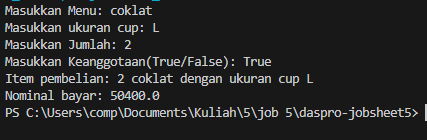 Masukkan Menu: coklat
Masukkan ukuran cup: L
Masukkan Jumlah: 2
Masukkan Keanggotaan(True/False): True
Item pembelian: 2 coklat dengan ukuran cup L
Nominal bayar: 50400.0
PS C:\Users\comp\Documents\Kuliah\5\job 5\daspro-jobsheet5>